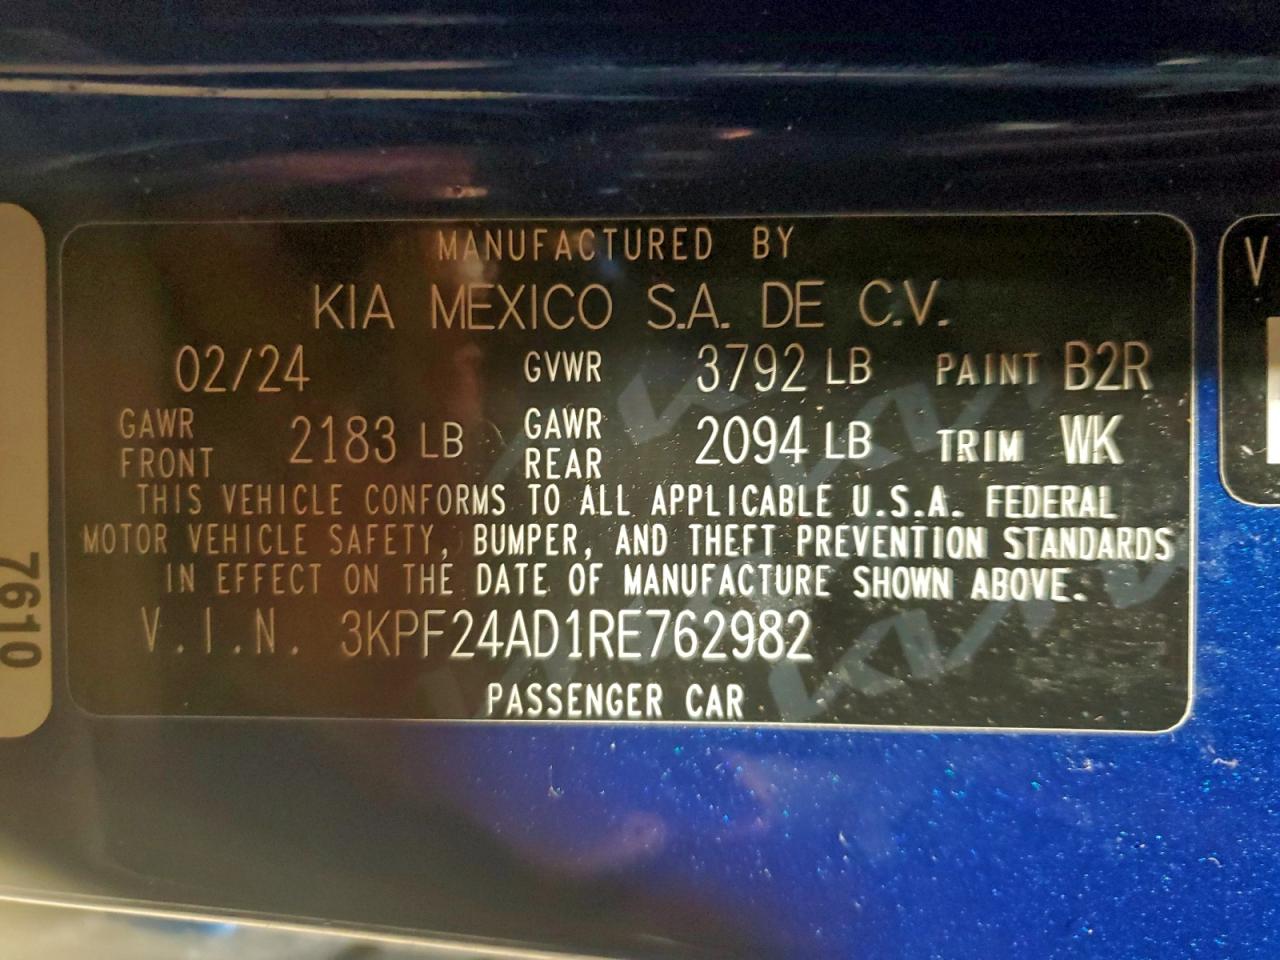 MANUFACTURED BY
KIA MEXICO S.A. DE C.V.
02/24 GVWR 3792 LB PAINT B2R
GAWR FRONT 2183 LB GAWR REAR 2094 LB TRIM WK
THIS VEHICLE CONFORMS TO ALL APPLICABLE U.S.A. FEDERAL
MOTOR VEHICLE SAFETY, BUMPER, AND THEFT PREVENTION STANDARDS
IN EFFECT ON THE DATE OF MANUFACTURE SHOWN ABOVE.
V.I.N. 3KPF24AD1RE762982
PASSENGER CAR
7610
V